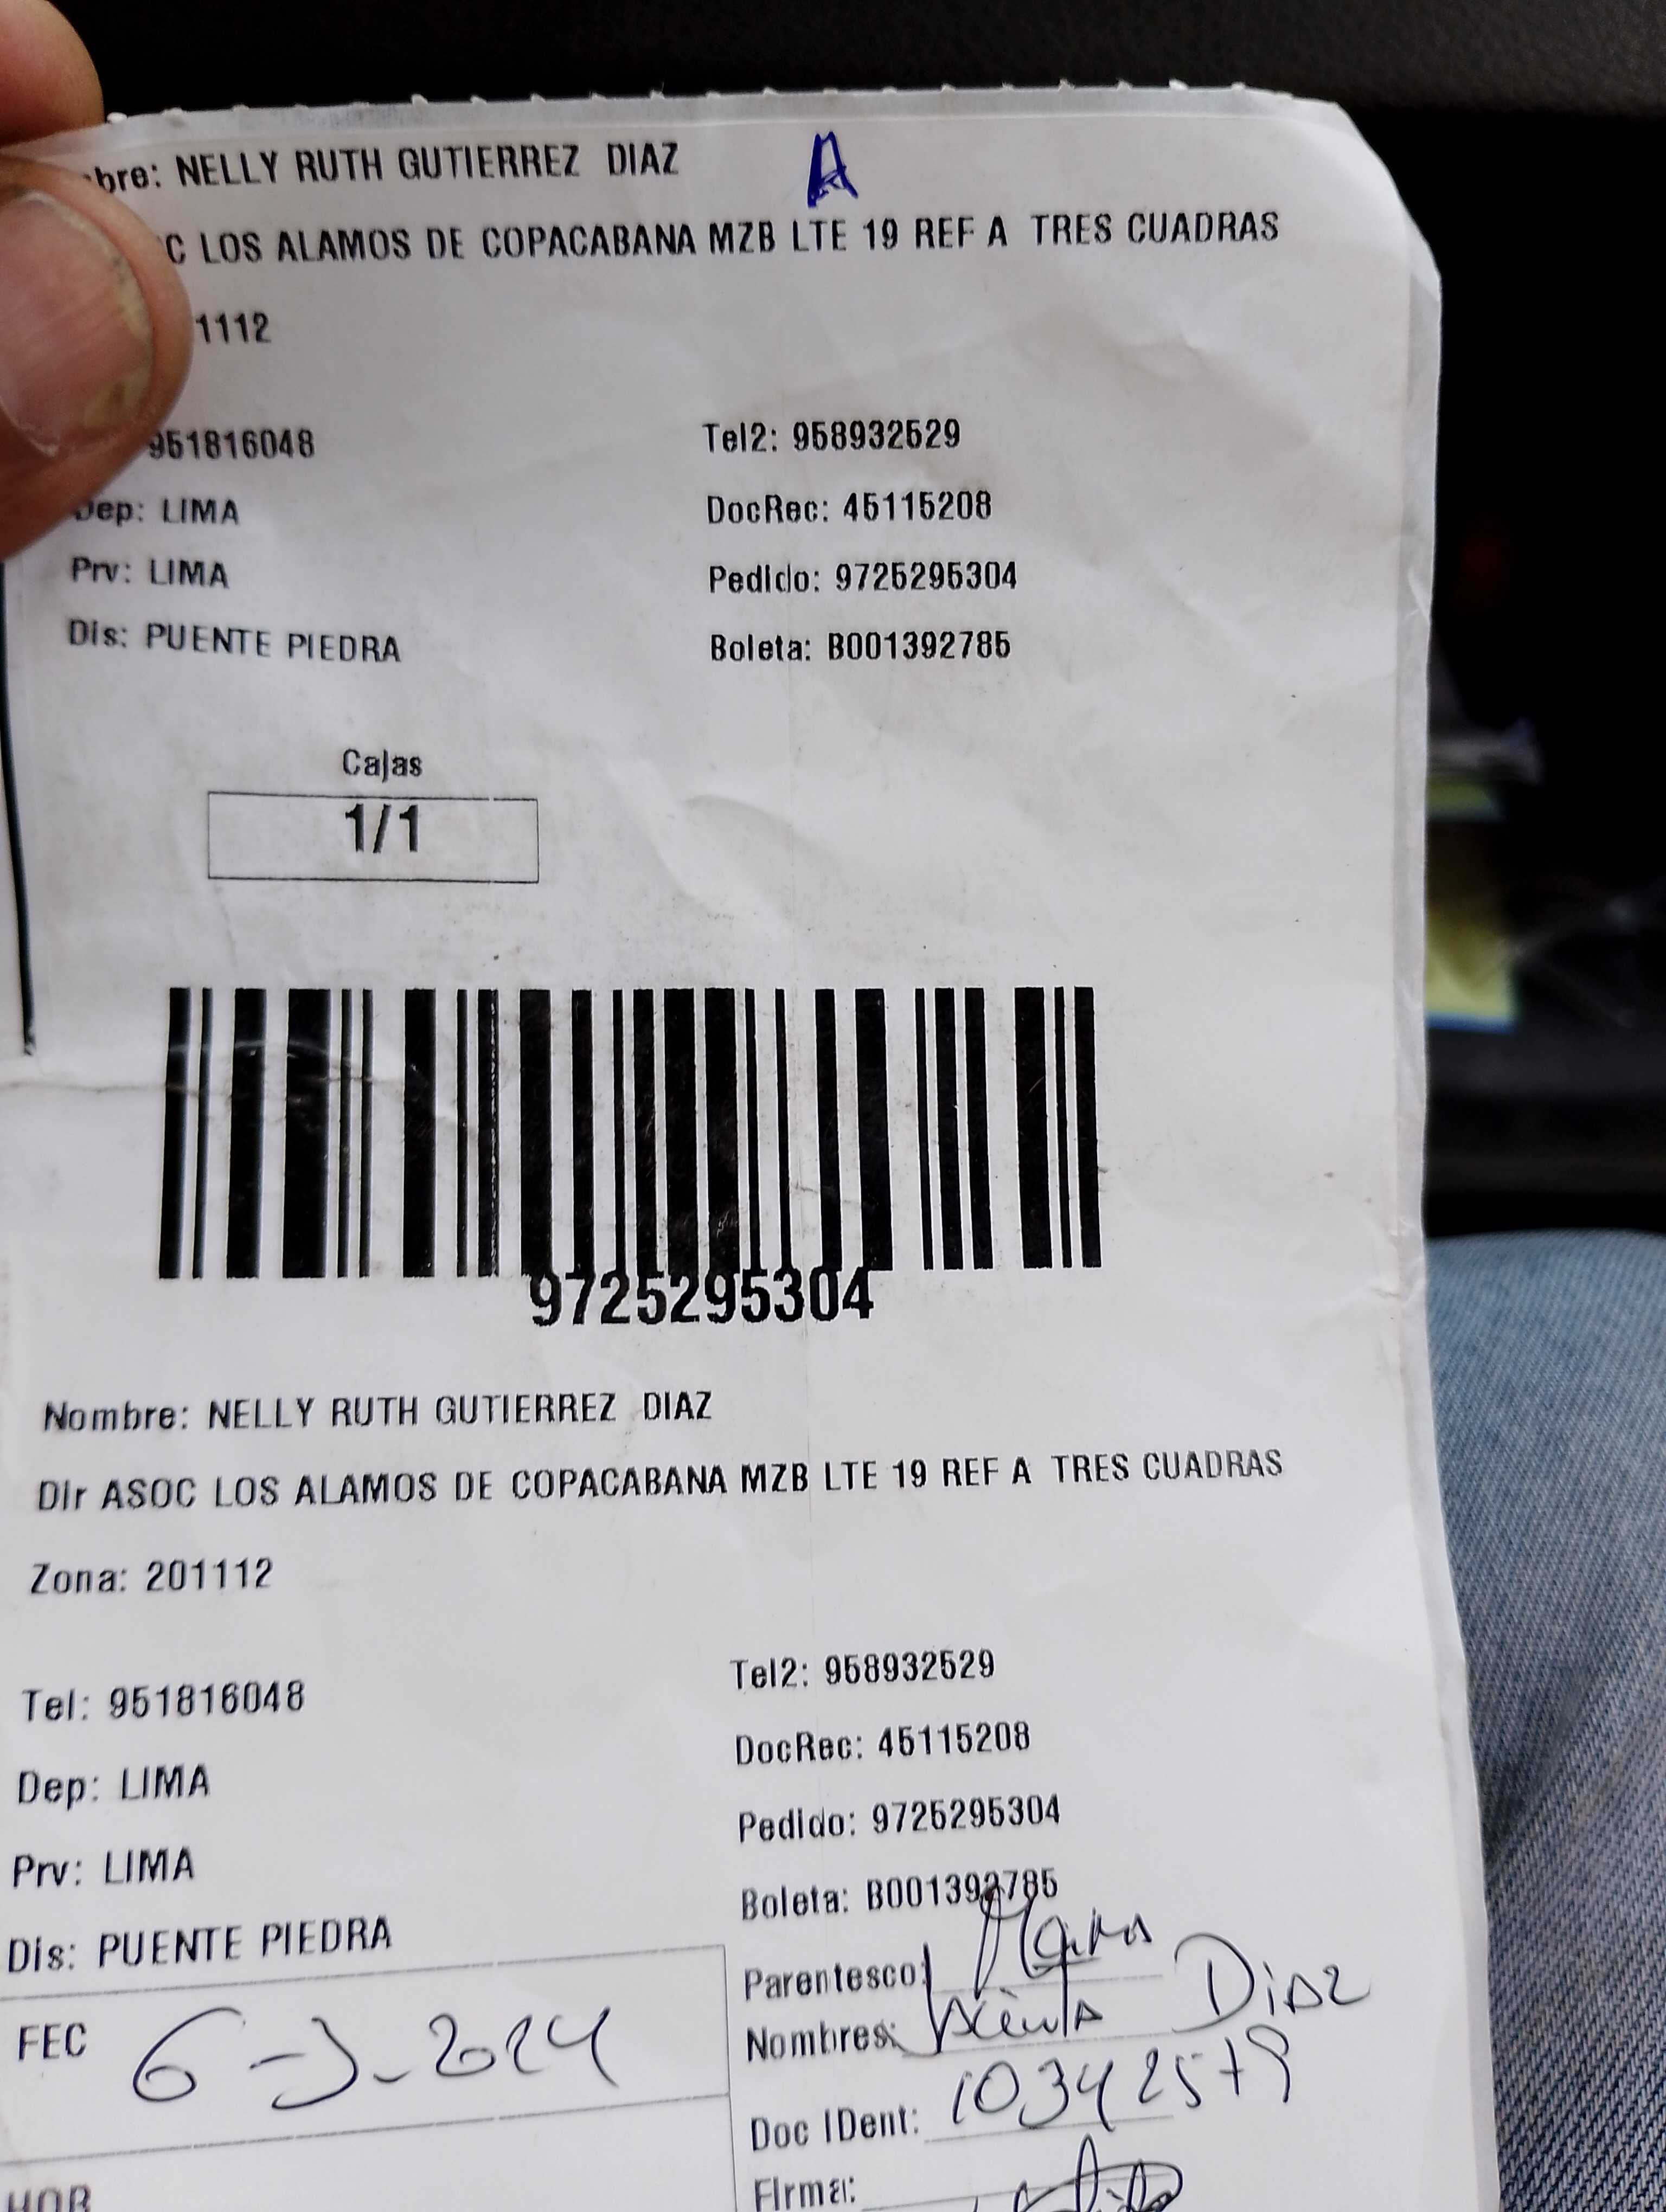 bre: NELLY RUTH GUTIERREZ DIAZ A
C LOS ALAMOS DE COPACABANA MZB LTE 19 REF A TRES CUADRAS
1112
951816048 Tel2: 958932529
Dep: LIMA DocRec: 45115208
Prv: LIMA Pedido: 9725295304
Dis: PUENTE PIEDRA Boleta: B001392785
Cajas
1/1
9725295304
Nombre: NELLY RUTH GUTIERREZ DIAZ
Dir ASOC LOS ALAMOS DE COPACABANA MZB LTE 19 REF A TRES CUADRAS
Zona: 201112
Tel: 951816048 Tel2: 958932529
Dep: LIMA DocRec: 45115208
Prv: LIMA Pedido: 9725295304
Dis: PUENTE PIEDRA Boleta: B001392785
Parentesco:
FEC Nombres: Diaz
Doc IDent:
HOR Firma: